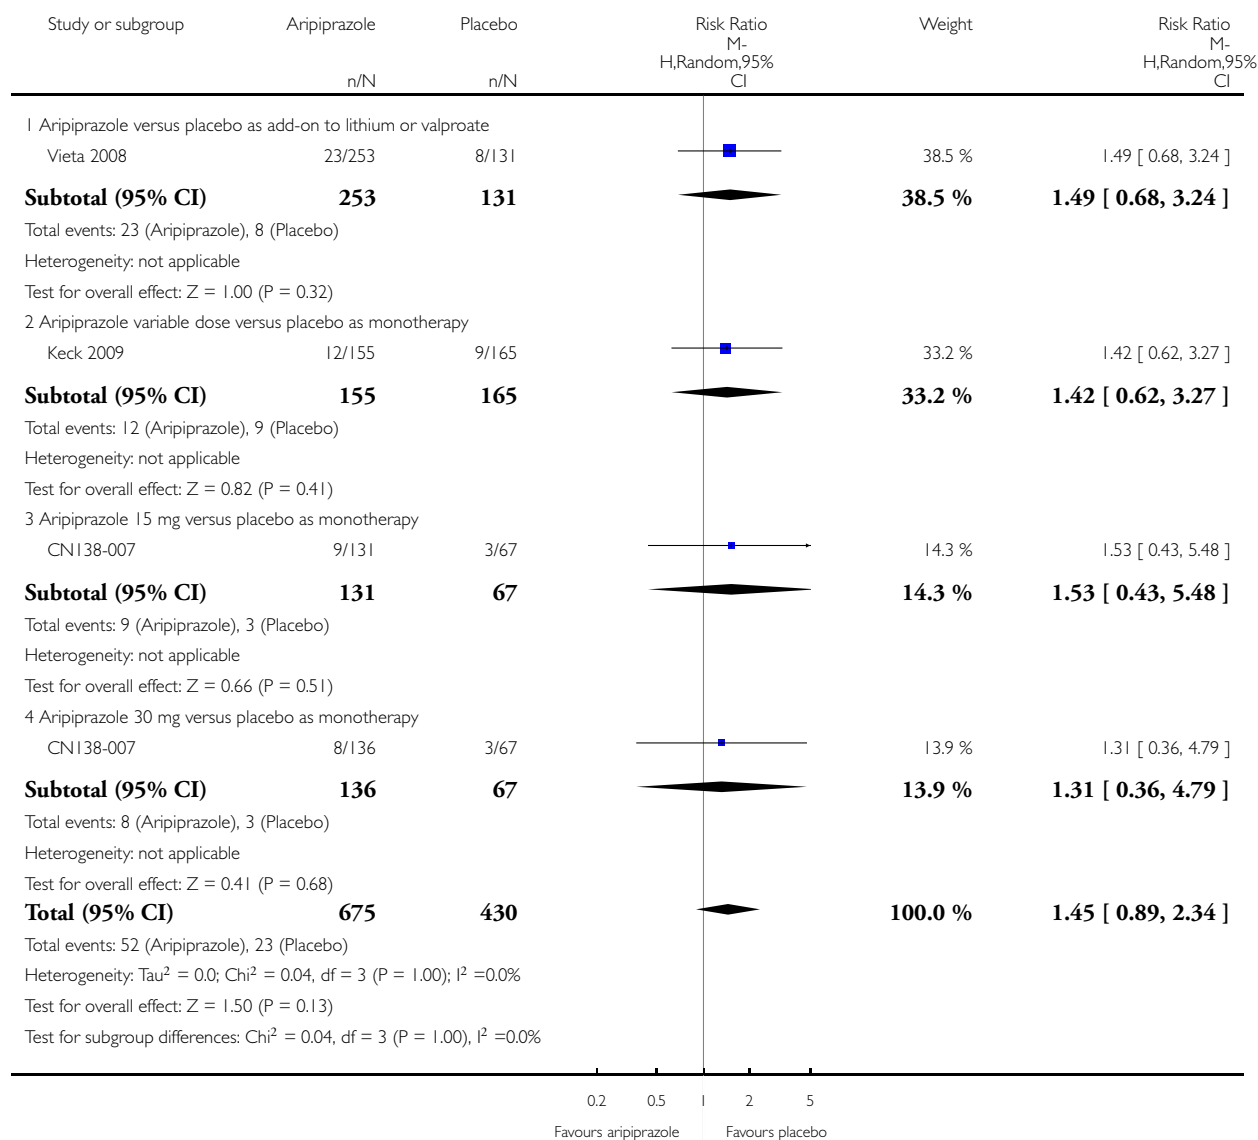 Study or subgroup Aripiprazole Placebo Risk Ratio Weight Risk Ratio
M- M-
H,Random,95% H,Random,95%
n/N n/N CI CI
1 Aripiprazole versus placebo as add-on to lithium or valproate
Vieta 2008 23/253 8/131 38.5 % 1.49 [ 0.68, 3.24 ]
Subtotal (95% CI) 253 131 38.5 % 1.49 [ 0.68, 3.24 ]
Total events: 23 (Aripiprazole), 8 (Placebo)
Heterogeneity: not applicable
Test for overall effect: Z = 1.00 (P = 0.32)
2 Aripiprazole variable dose versus placebo as monotherapy
Keck 2009 12/155 9/165 33.2 % 1.42 [ 0.62, 3.27 ]
Subtotal (95% CI) 155 165 33.2 % 1.42 [ 0.62, 3.27 ]
Total events: 12 (Aripiprazole), 9 (Placebo)
Heterogeneity: not applicable
Test for overall effect: Z = 0.82 (P = 0.41)
3 Aripiprazole 15 mg versus placebo as monotherapy
CN138-007 9/131 3/67 14.3 % 1.53 [ 0.43, 5.48 ]
Subtotal (95% CI) 131 67 14.3 % 1.53 [ 0.43, 5.48 ]
Total events: 9 (Aripiprazole), 3 (Placebo)
Heterogeneity: not applicable
Test for overall effect: Z = 0.66 (P = 0.51)
4 Aripiprazole 30 mg versus placebo as monotherapy
CN138-007 8/136 3/67 13.9 % 1.31 [ 0.36, 4.79 ]
Subtotal (95% CI) 136 67 13.9 % 1.31 [ 0.36, 4.79 ]
Total events: 8 (Aripiprazole), 3 (Placebo)
Heterogeneity: not applicable
Test for overall effect: Z = 0.41 (P = 0.68)
Total (95% CI) 675 430 100.0 % 1.45 [ 0.89, 2.34 ]
Total events: 52 (Aripiprazole), 23 (Placebo)
Heterogeneity: Tau² = 0.0; Chi² = 0.04, df = 3 (P = 1.00); I² =0.0%
Test for overall effect: Z = 1.50 (P = 0.13)
Test for subgroup differences: Chi² = 0.04, df = 3 (P = 1.00), I² =0.0%
0.2 0.5 1 2 5
Favours aripiprazole Favours placebo